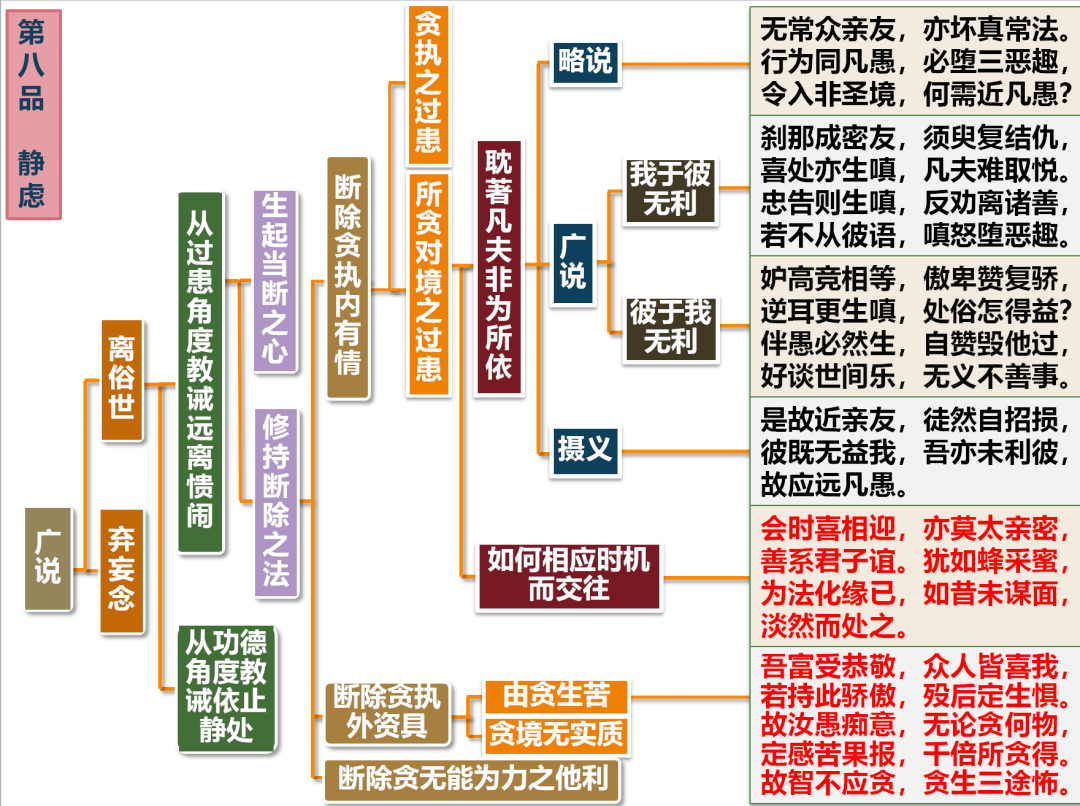 第八品 静虑
广说
离俗世
弃妄念
从过患角度教诫远离愦闹
从功德
角度教
诫依止
静处
生起当断之心
修持断除之法
断除贪执内有情
断除贪执
外资具
断除贪无能为力之他利
贪执之过患
所贪对境之过患
由贪生苦
贪境无实质
耽著凡夫非为所依
如何相应时机
而交往
略说
广说
摄义
我于彼
无利
彼于我
无利
无常众亲友，亦坏真常法。
行为同凡愚，必堕三恶趣，
令入非圣境，何需近凡愚？
刹那成密友，须臾复结仇，
喜处亦生嗔，凡夫难取悦。
忠告则生嗔，反劝离诸善，
若不从彼语，嗔怒堕恶趣。
妒高竞相等，傲卑赞复骄，
逆耳更生嗔，处俗怎得益？
伴愚必然生，自赞毁他过，
好谈世间乐，无义不善事。
是故近亲友，徒然自招损，
彼既无益我，吾亦未利彼，
故应远凡愚。
会时喜相迎，亦莫太亲密，
善系君子谊。犹如蜂采蜜，
为法化缘已，如昔未谋面，
淡然而处之。
吾富受恭敬，众人皆喜我，
若持此骄傲，殁后定生惧。
故汝愚痴意，无论贪何物，
定感苦果报，千倍所贪得。
故智不应贪，贪生三途怖。